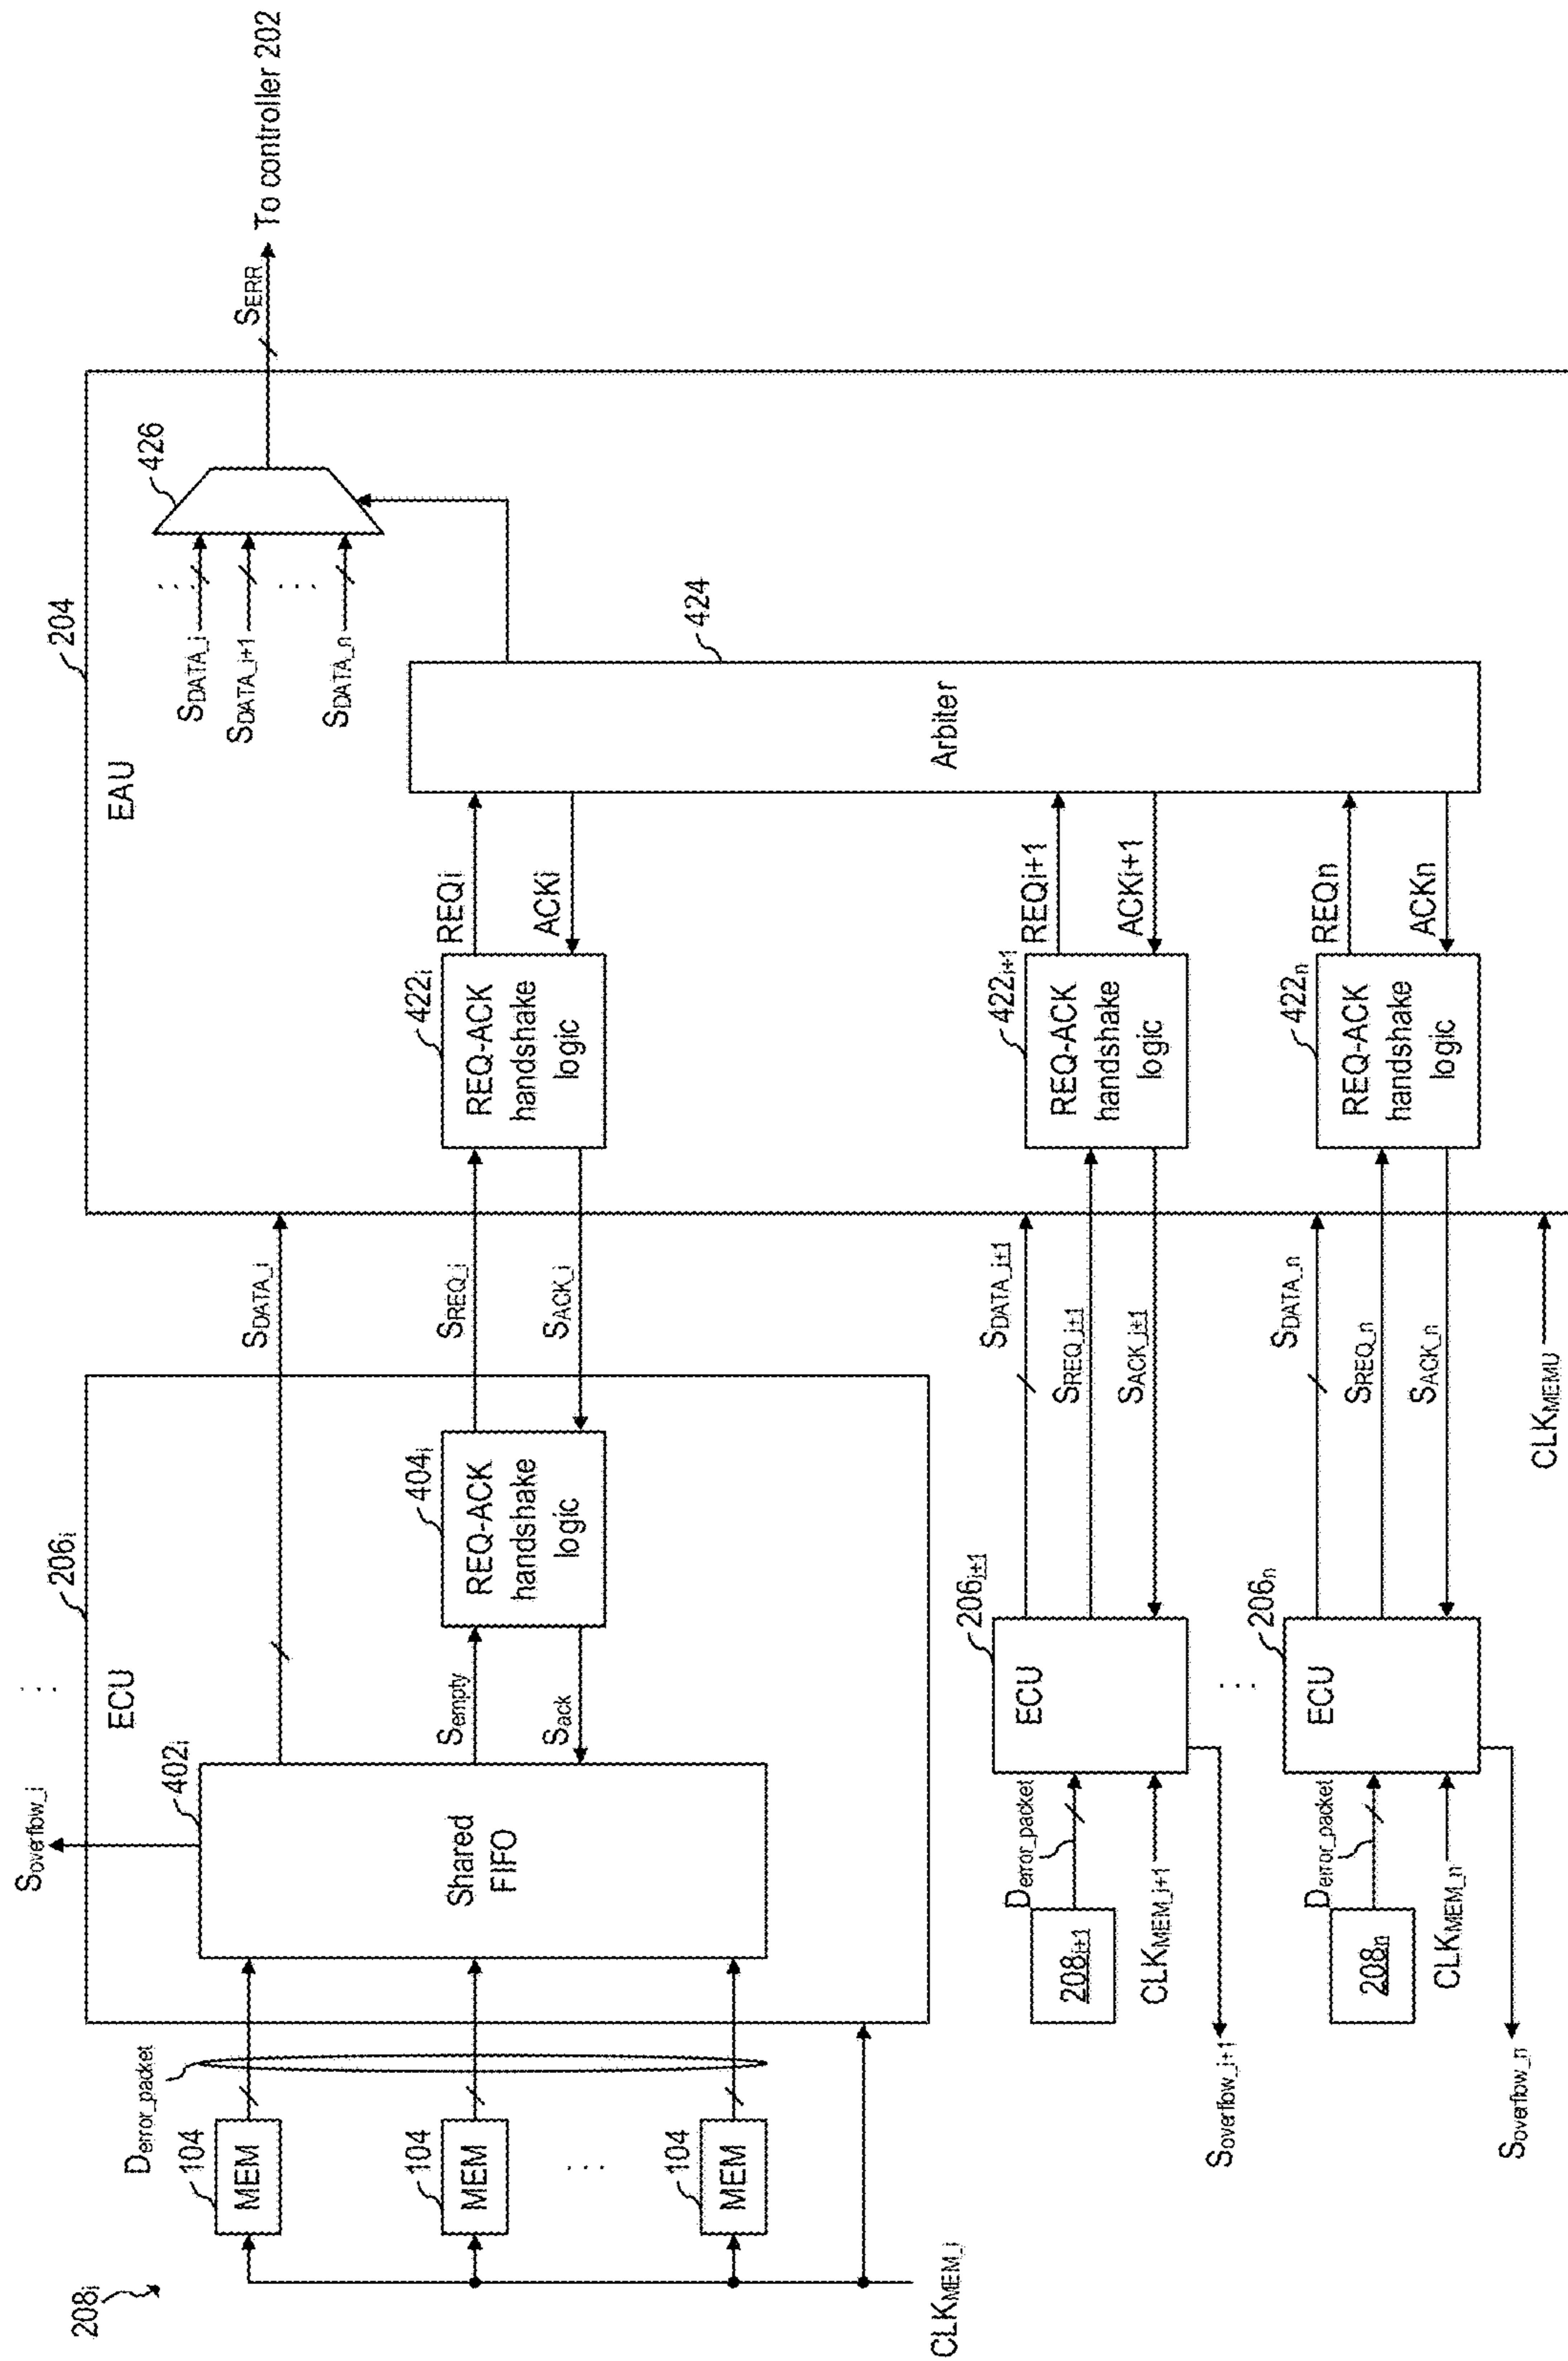 208i
CLKMEM_i
104
MEM
104
MEM
. . .
104
MEM
Derror_packet
Soverflow_i
. . .
206i
ECU
402i
Shared
FIFO
Sempty
Sack
404i
REQ-ACK
handshake
logic
SDATA_i
SREQ_i
SACK_i
204
EAU
422i
REQ-ACK
handshake
logic
REQi
ACKi
424
Arbiter
SDATA_i
SDATA_i+1
SDATA_n
. . .
. . .
426
SERR
To controller 202
Soverflow_i+1
208i+1
Derror_packet
CLKMEM_i+1
206i+1
ECU
SDATA_i+1
SREQ_i+1
SACK_i+1
422i+1
REQ-ACK
handshake
logic
REQi+1
ACKi+1
. . .
Soverflow_n
208n
Derror_packet
CLKMEM_n
206n
ECU
SDATA_n
SREQ_n
SACK_n
422n
REQ-ACK
handshake
logic
REQn
ACKn
CLKMEMU